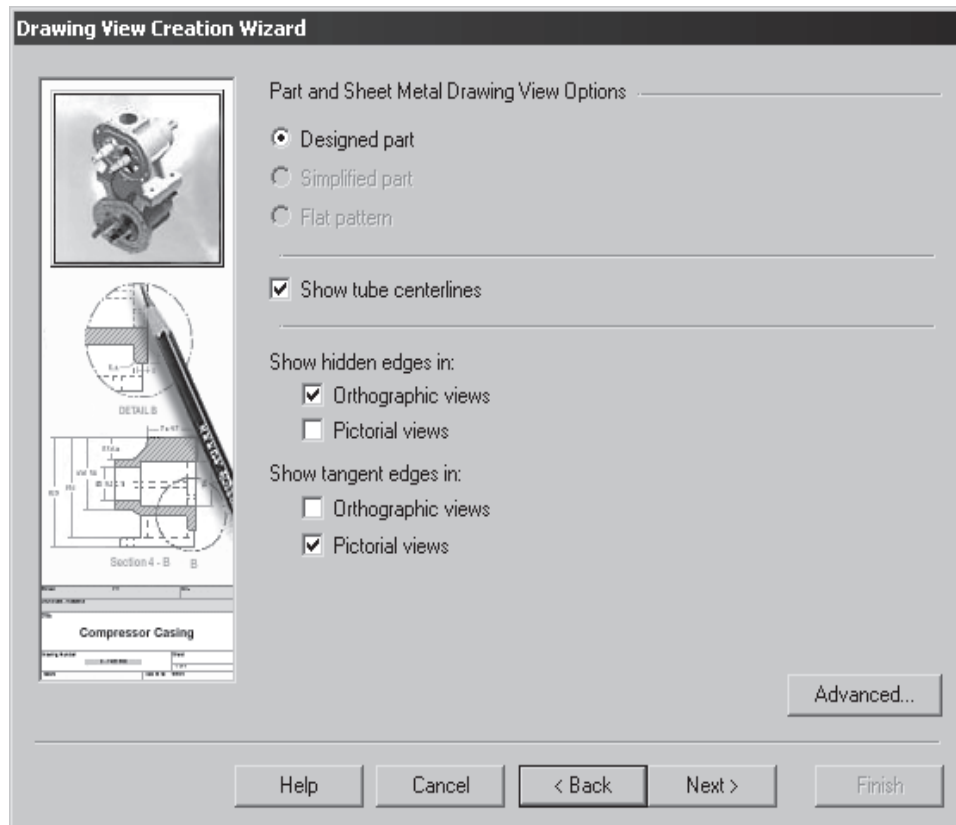 Drawing View Creation Wizard
Part and Sheet Metal Drawing View Options
Designed part
Simplified part
Flat pattern
Show tube centerlines
Show hidden edges in:
Orthographic views
Pictorial views
Show tangent edges in:
Orthographic views
Pictorial views
DETAIL B
Section 4 - B B
Compressor Casing
Advanced...
Help Cancel < Back Next > Finish